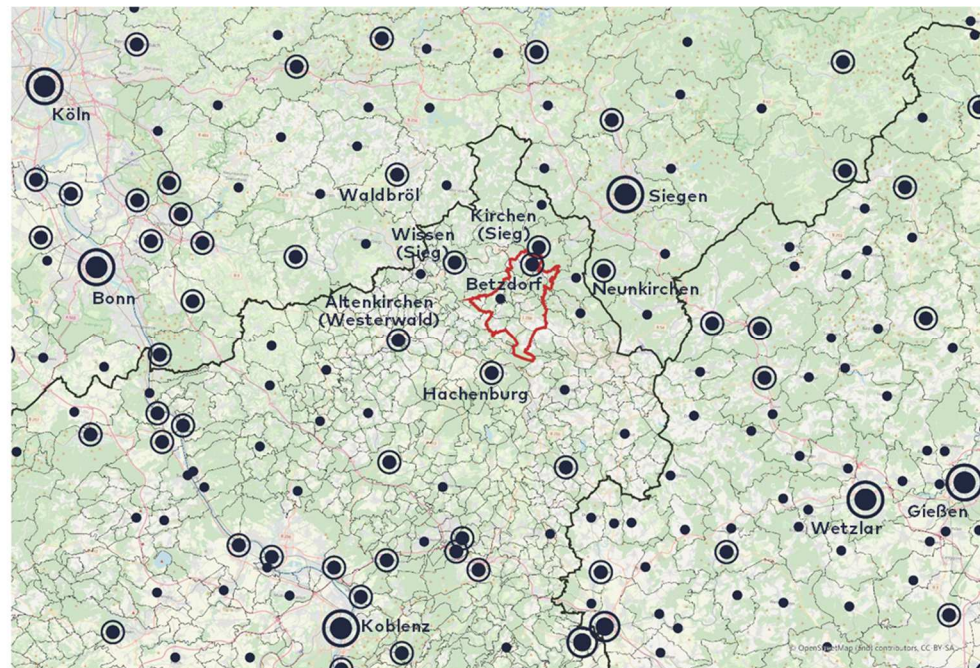 Köln
Waldbröl
Siegen
Kirchen
(Sieg)
Wissen
(Sieg)
Bonn
Betzdorf
Neunkirchen
Altenkirchen
(Westerwald)
Hachenburg
Gießen
Wetzlar
Koblenz
© OpenStreetMap (and) contributors, CC-BY-SA